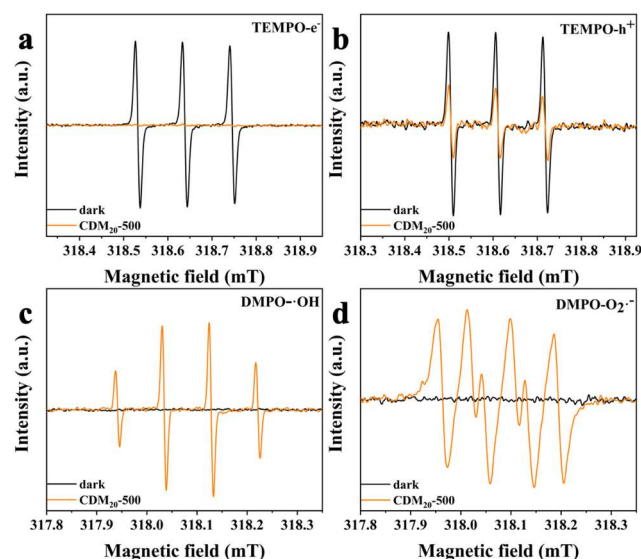 a
TEMPO-e⁻
Intensity (a.u.)
dark
CDM₂₀-500
318.4 318.5 318.6 318.7 318.8 318.9
Magnetic field (mT)
b
TEMPO-h⁺
Intensity (a.u.)
dark
CDM₂₀-500
318.3 318.4 318.5 318.6 318.7 318.8 318.9
Magnetic field (mT)
c
DMPO-·OH
Intensity (a.u.)
dark
CDM₂₀-500
317.8 317.9 318.0 318.1 318.2 318.3
Magnetic field (mT)
d
DMPO-O₂·⁻
Intensity (a.u.)
dark
CDM₂₀-500
317.8 317.9 318.0 318.1 318.2 318.3
Magnetic field (mT)